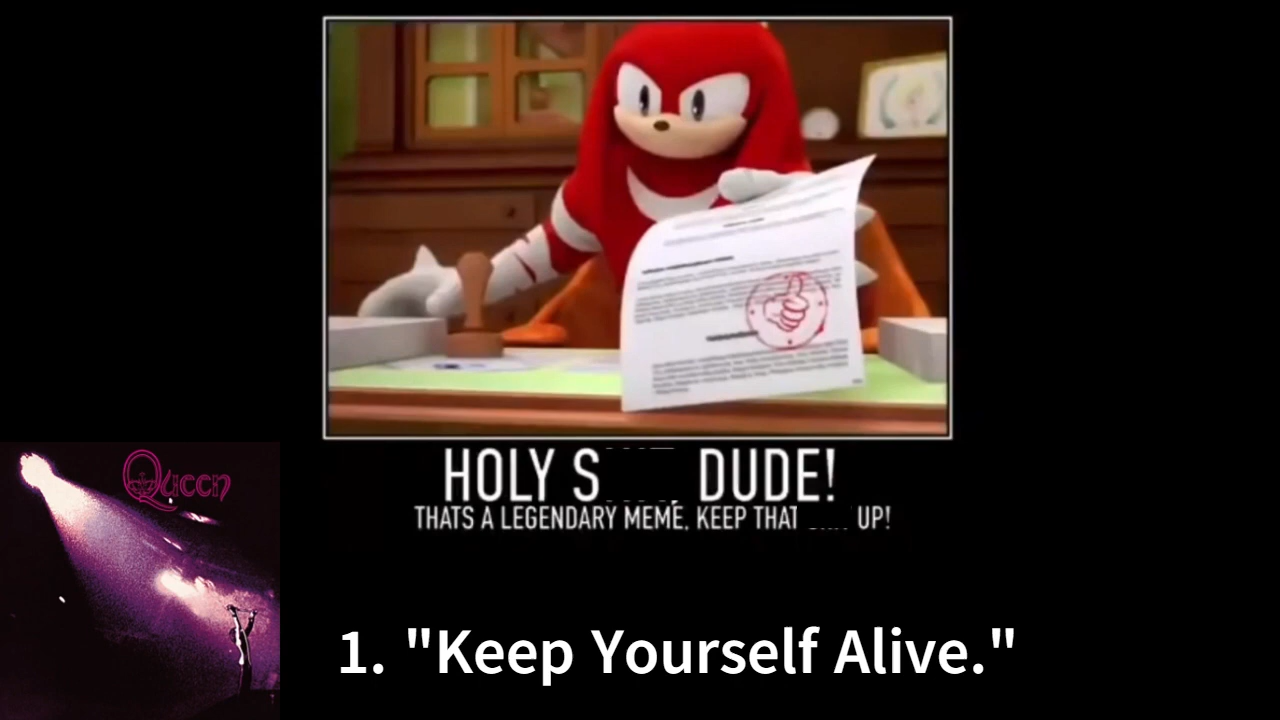 HOLY S DUDE!
THATS A LEGENDARY MEME, KEEP THAT UP!
Queen
1. "Keep Yourself Alive."